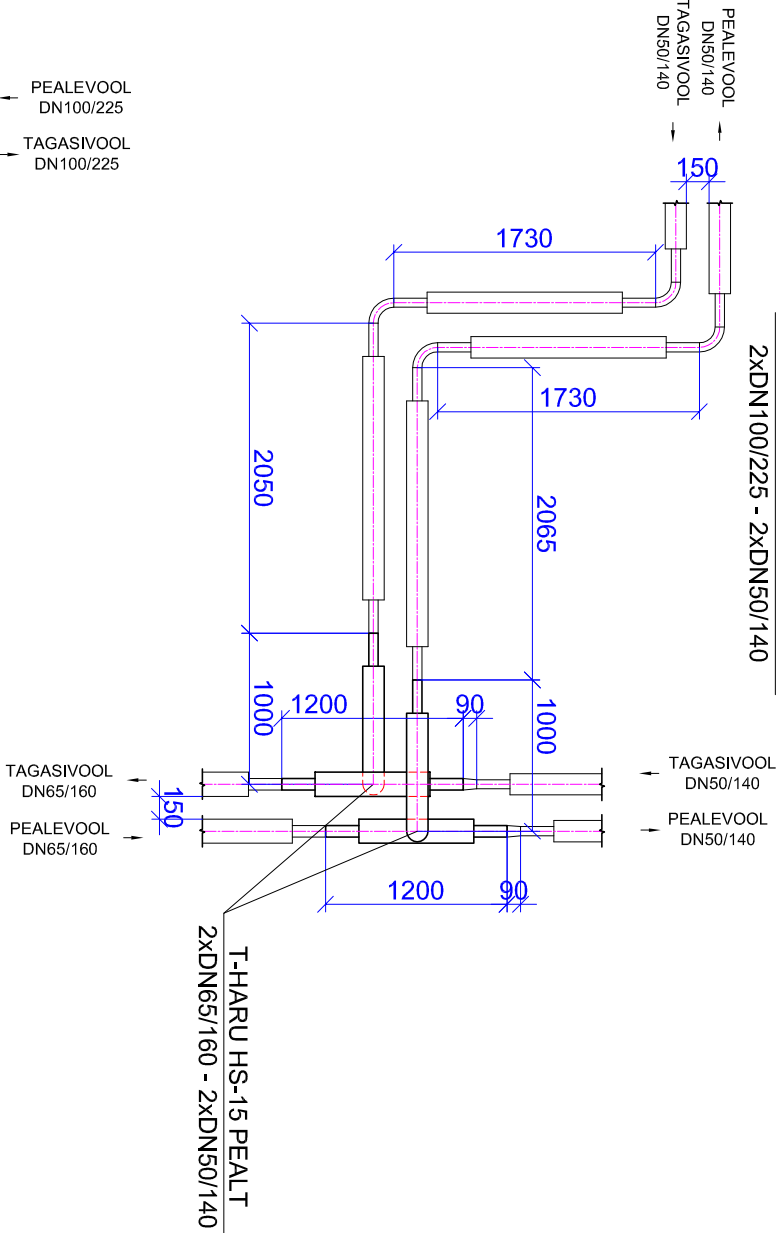 PEALEVOOL
DN50/140
TAGASIVOOL
DN50/140
PEALEVOOL
DN100/225
TAGASIVOOL
DN100/225
150
1730
1730
2xDN100/225 - 2xDN50/140
2050
2065
1000
1200
90
1000
TAGASIVOOL
DN65/160
150
PEALEVOOL
DN65/160
TAGASIVOOL
DN50/140
PEALEVOOL
DN50/140
1200
90
T-HARU HS-15 PEALT
2xDN65/160 - 2xDN50/140